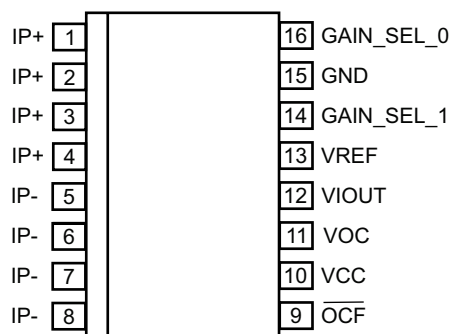 IP+ 1 16 GAIN_SEL_0
IP+ 2 15 GND
IP+ 3 14 GAIN_SEL_1
IP+ 4 13 VREF
IP- 5 12 VIOUT
IP- 6 11 VOC
IP- 7 10 VCC
IP- 8 9 O̅C̅F̅